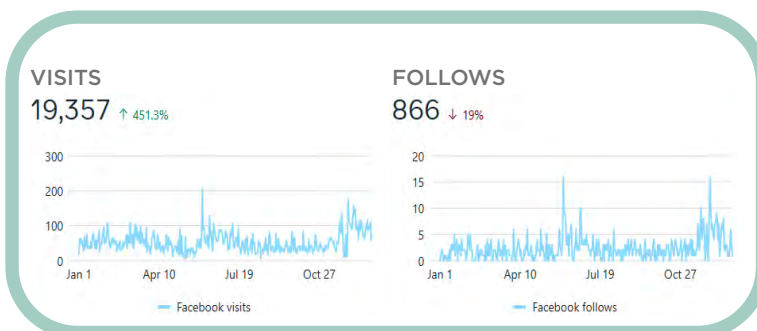 VISITS
19,357 ↑ 451.3%
300
200
100
0
Jan 1 Apr 10 Jul 19 Oct 27
Facebook visits
FOLLOWS
866 ↓ 19%
20
15
10
5
0
Jan 1 Apr 10 Jul 19 Oct 27
Facebook follows